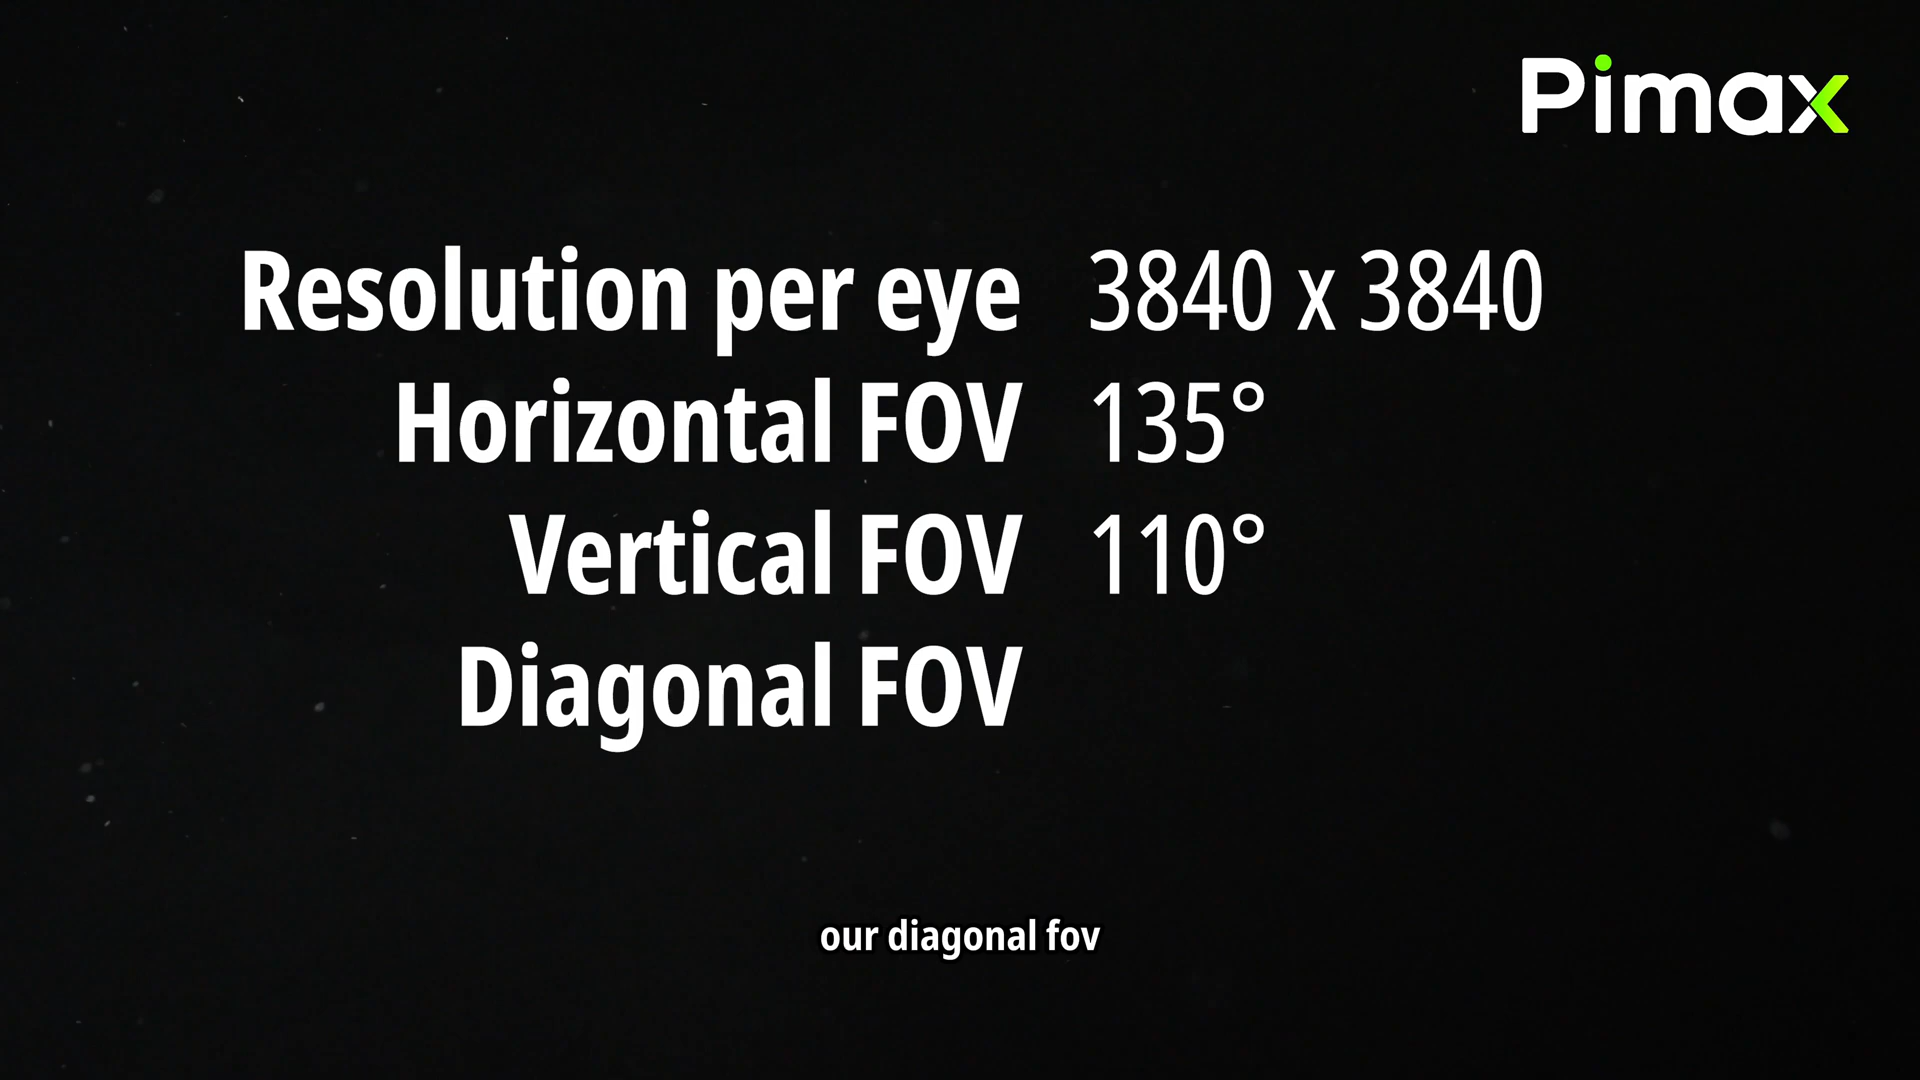 Pimax
Resolution per eye 3840 x 3840
Horizontal FOV 135°
Vertical FOV 110°
Diagonal FOV
our diagonal fov